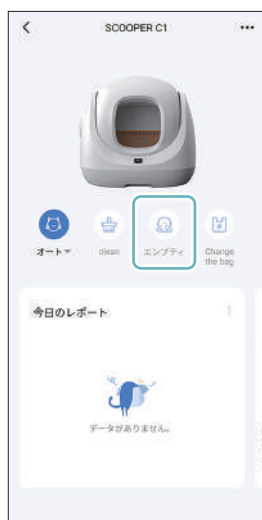 SCOOPER C1
オート
clean
エンプティ
Change
the bag
今日のレポート
データがありません。